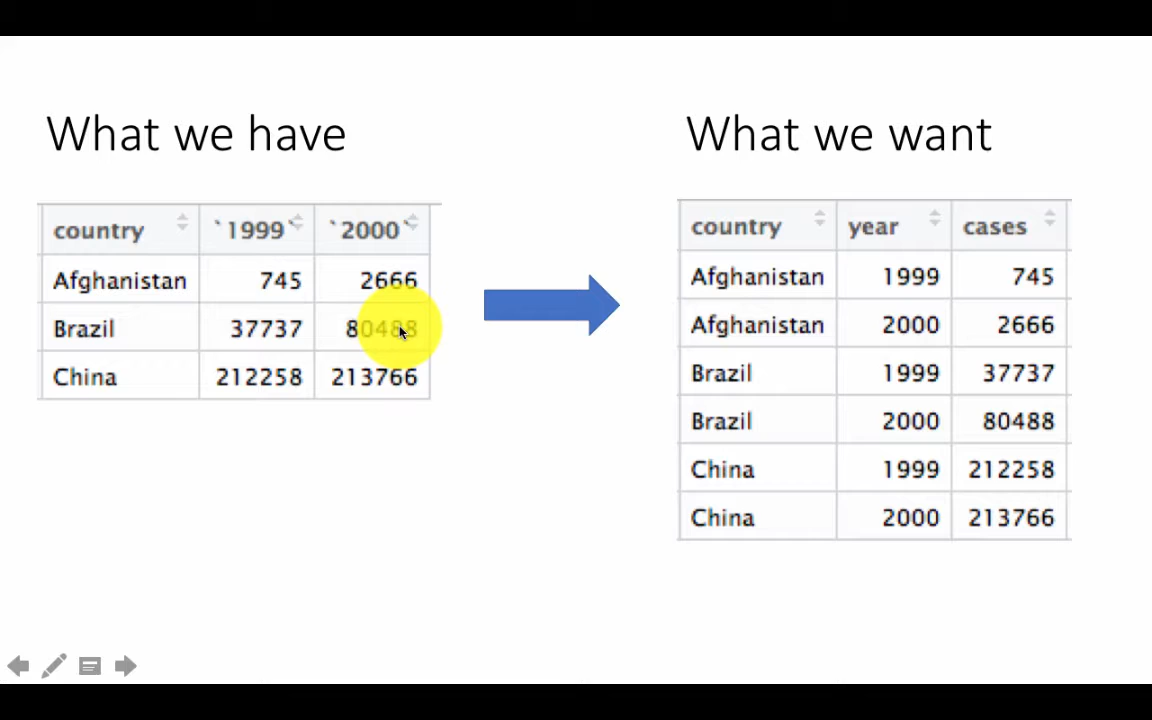 What we have
country `1999` `2000`
Afghanistan 745 2666
Brazil 37737 80488
China 212258 213766
What we want
country year cases
Afghanistan 1999 745
Afghanistan 2000 2666
Brazil 1999 37737
Brazil 2000 80488
China 1999 212258
China 2000 213766